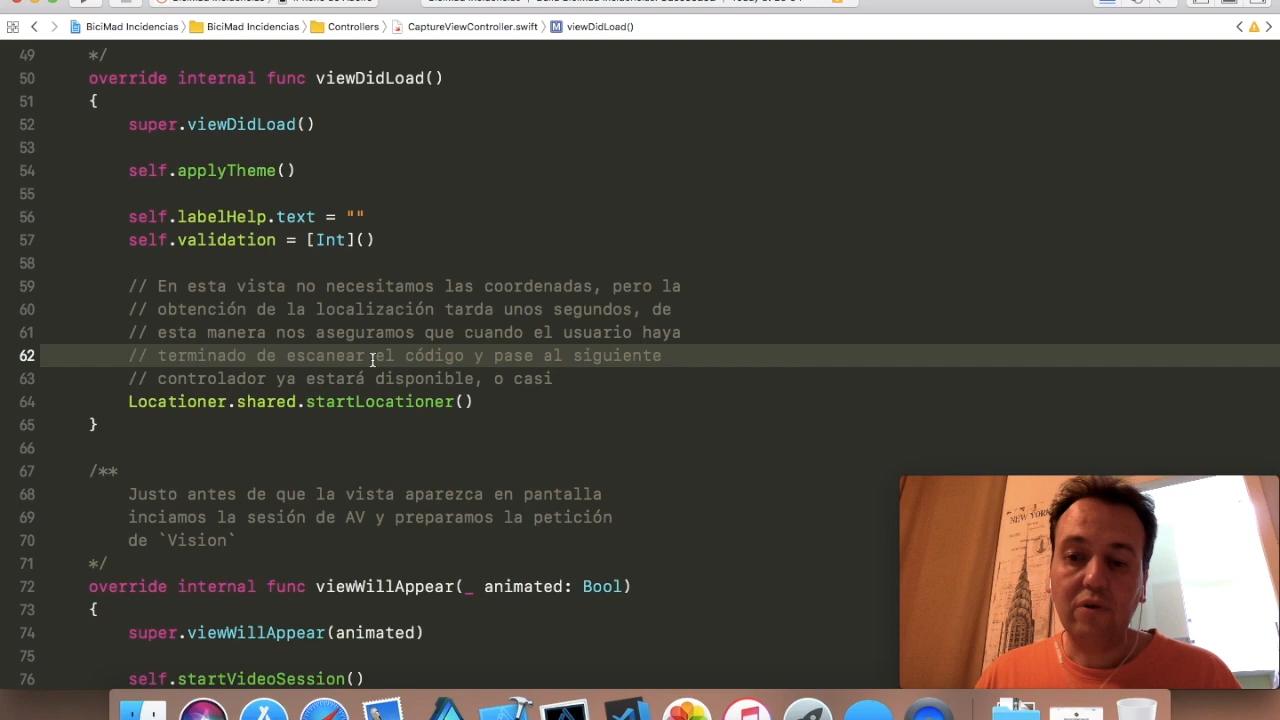 BiciMad Incidencias > BiciMad Incidencias > Controllers > CaptureViewController.swift > M viewDidLoad()
49 */
50 override internal func viewDidLoad()
51 {
52 super.viewDidLoad()
53
54 self.applyTheme()
55
56 self.labelHelp.text = ""
57 self.validation = [Int]()
58
59 // En esta vista no necesitamos las coordenadas, pero la
60 // obtención de la localización tarda unos segundos, de
61 // esta manera nos aseguramos que cuando el usuario haya
62 // terminado de escanear el código y pase al siguiente
63 // controlador ya estará disponible, o casi
64 Locationer.shared.startLocationer()
65 }
66
67 /**
68 Justo antes de que la vista aparezca en pantalla
69 inciamos la sesión de AV y preparamos la petición
70 de `Vision`
71 */
72 override internal func viewWillAppear(_ animated: Bool)
73 {
74 super.viewWillAppear(animated)
75
76 self.startVideoSession()
NEW YORK